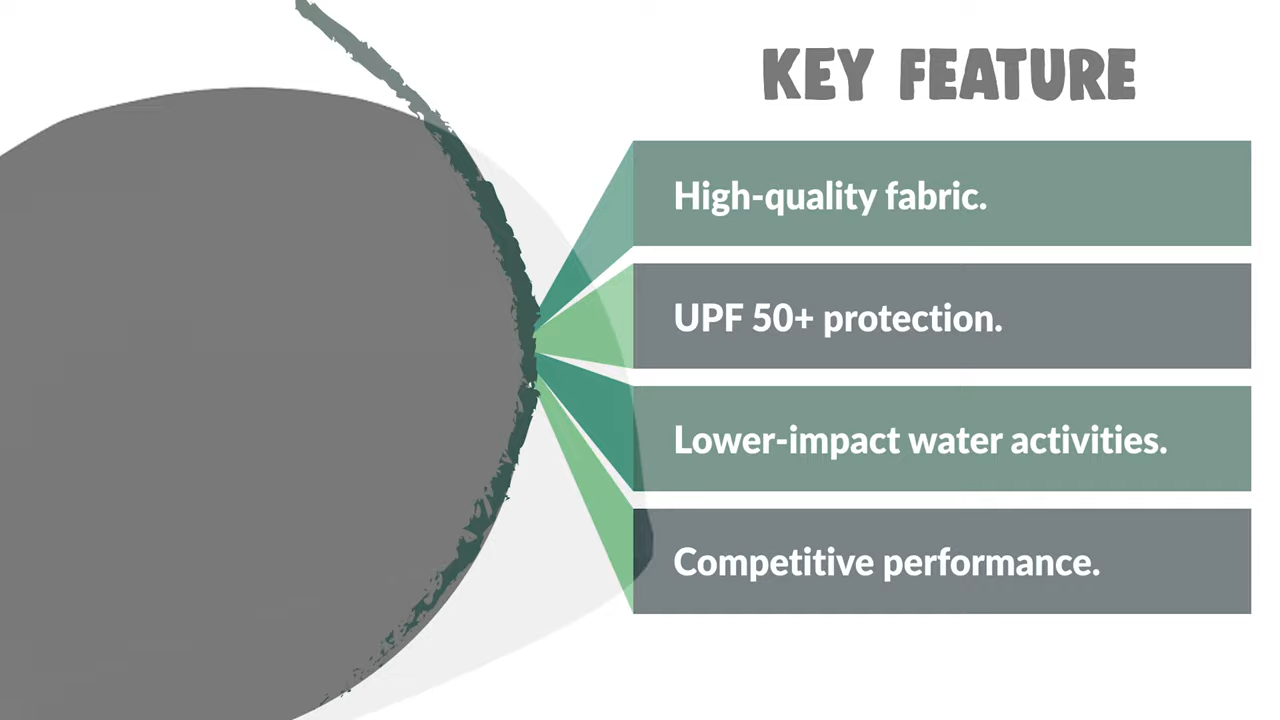 KEY FEATURE
High-quality fabric.
UPF 50+ protection.
Lower-impact water activities.
Competitive performance.